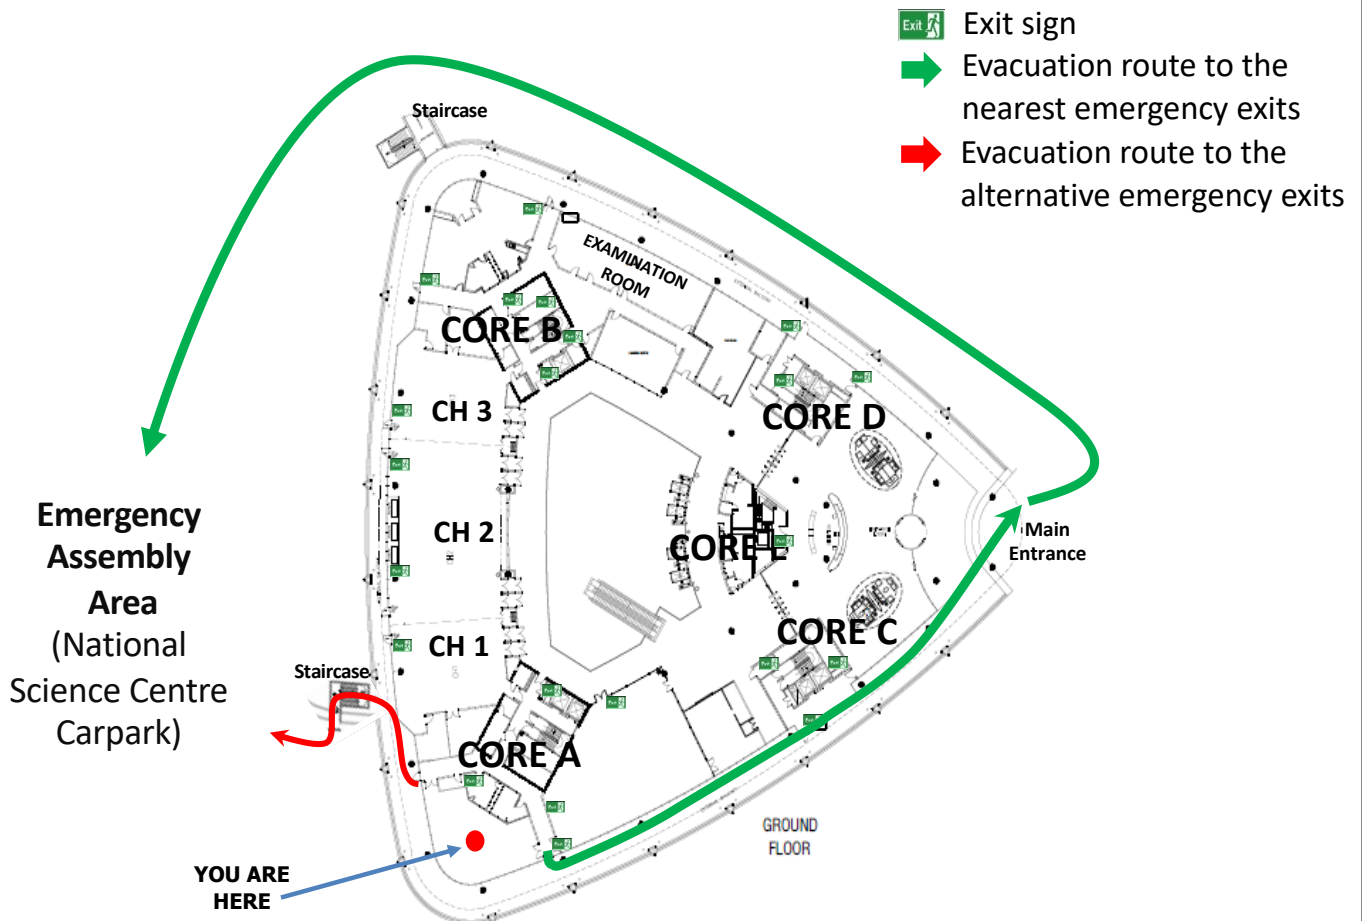 Exit
Exit sign
Evacuation route to the
nearest emergency exits
Evacuation route to the
alternative emergency exits
Staircase
EXAMINATION
ROOM
CORE B
CH 3
CORE D
Emergency
Assembly
Area
(National
Science Centre
Carpark)
CH 2
Main
Entrance
CH 1
CORE C
Staircase
CORE A
GROUND
FLOOR
YOU ARE
HERE